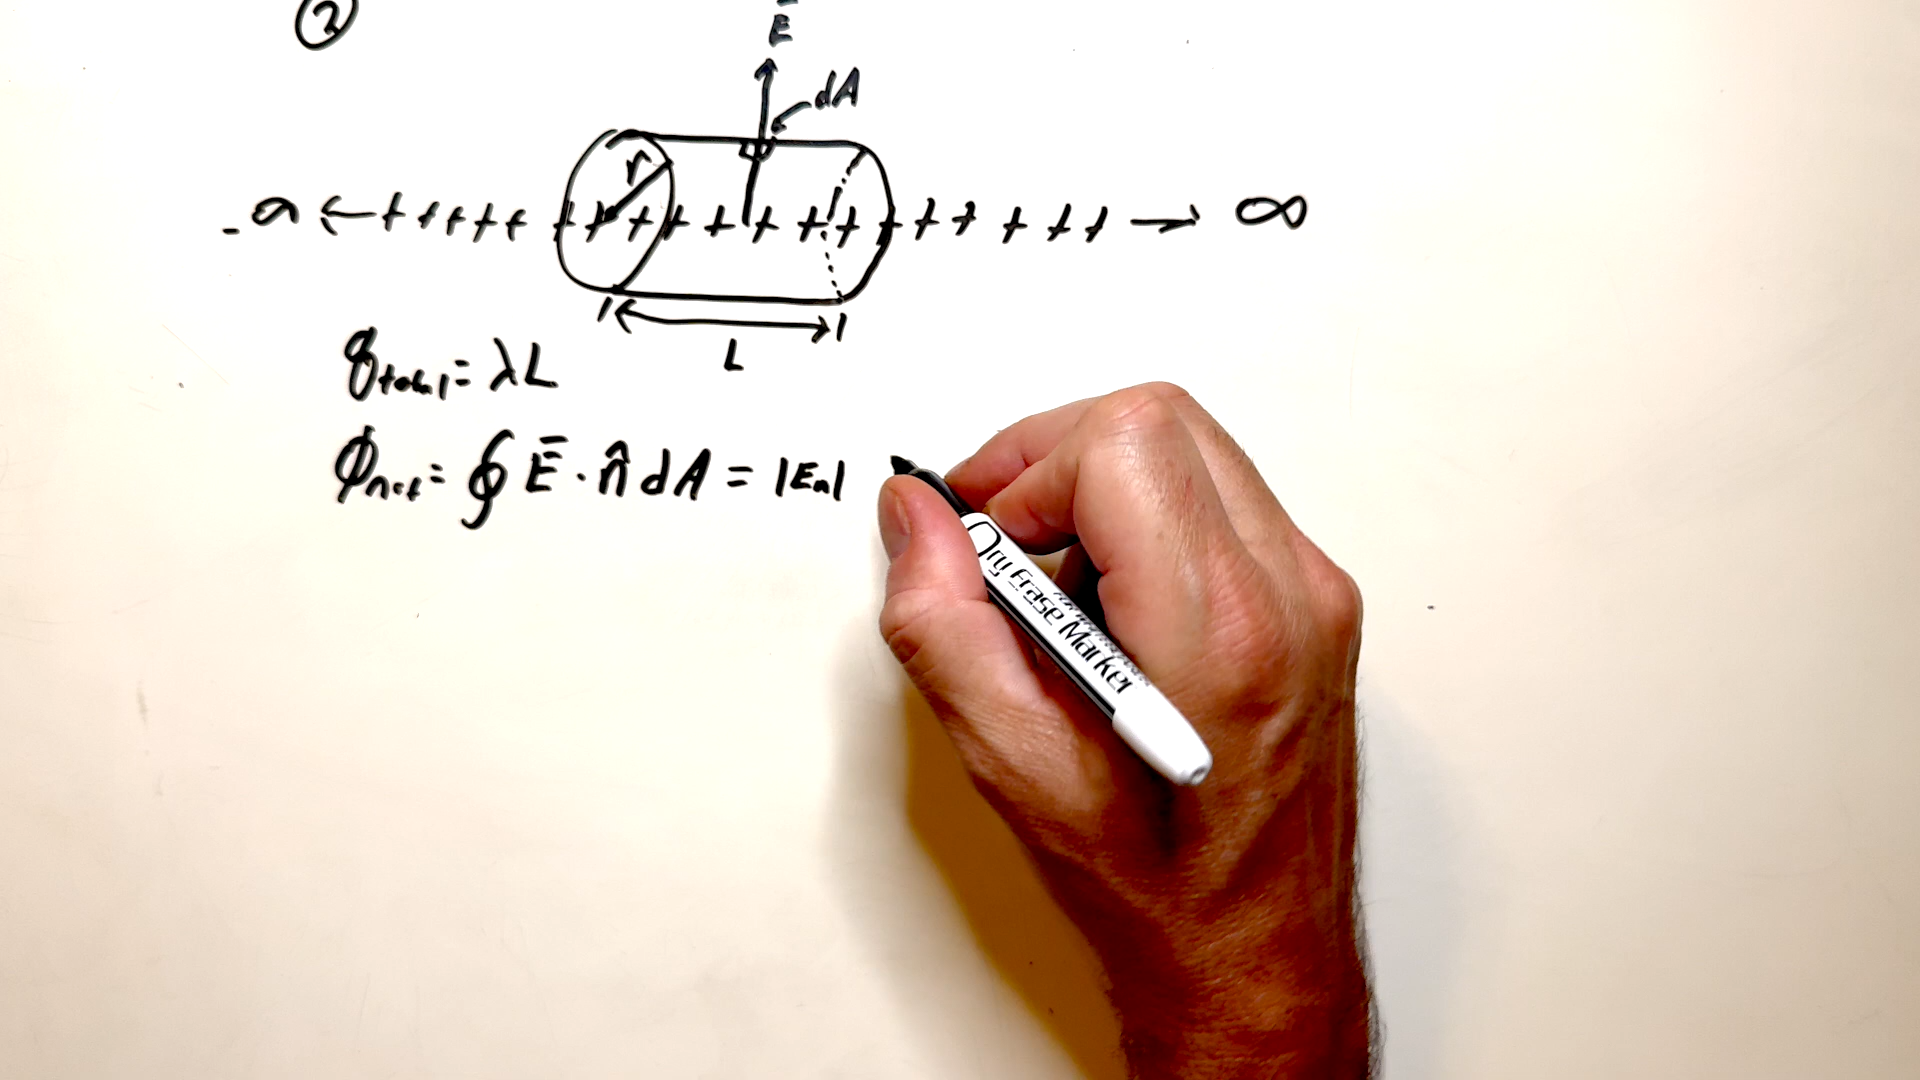 ②
E
dA
r
-∞ ←+ + + + + + + + + + + + + + + + + + + → ∞
L
q_total = λL
ϕ_net = ∮ E̅ · n̂ dA = |E_n|
Dry Erase Marker